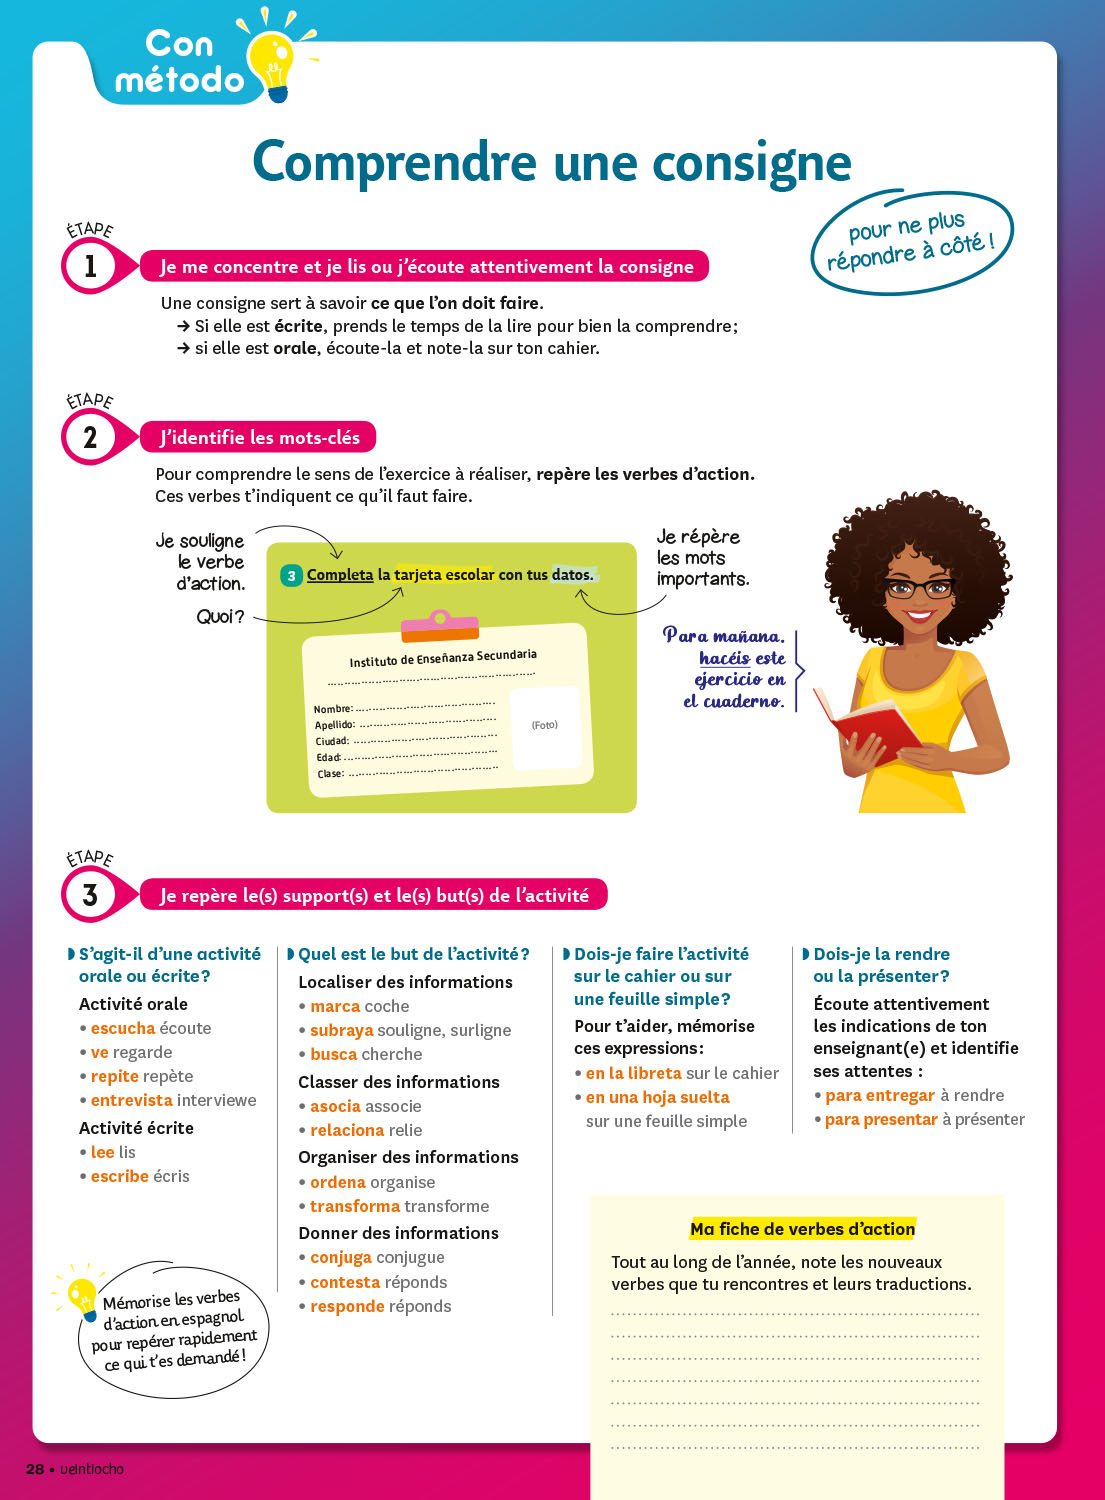 Con
método
Comprendre une consigne
pour ne plus
répondre à côté !
ÉTAPE
1
Je me concentre et je lis ou j'écoute attentivement la consigne
Une consigne sert à savoir ce que l'on doit faire.
→ Si elle est écrite, prends le temps de la lire pour bien la comprendre ;
→ si elle est orale, écoute-la et note-la sur ton cahier.
ÉTAPE
2
J'identifie les mots-clés
Pour comprendre le sens de l'exercice à réaliser, repère les verbes d'action.
Ces verbes t'indiquent ce qu'il faut faire.
Je souligne
le verbe
d'action.
Quoi ?
3 Completa la tarjeta escolar con tus datos.
Instituto de Enseñanza Secundaria
Nombre:
Apellido:
Ciudad:
Edad:
Clase:
(Foto)
Je répère
les mots
importants.
Para mañana,
hacéis este
ejercicio en
el cuaderno.
ÉTAPE
3
Je repère le(s) support(s) et le(s) but(s) de l'activité
S'agit-il d'une activité
orale ou écrite ?
Activité orale
• escucha écoute
• ve regarde
• repite repète
• entrevista interviewe
Activité écrite
• lee lis
• escribe écris
Mémorise les verbes
d'action en espagnol
pour repérer rapidement
ce qui t'es demandé !
Quel est le but de l'activité ?
Localiser des informations
• marca coche
• subraya souligne, surligne
• busca cherche
Classer des informations
• asocia associe
• relaciona relie
Organiser des informations
• ordena organise
• transforma transforme
Donner des informations
• conjuga conjugue
• contesta réponds
• responde réponds
Dois-je faire l'activité
sur le cahier ou sur
une feuille simple ?
Pour t'aider, mémorise
ces expressions :
• en la libreta sur le cahier
• en una hoja suelta
sur une feuille simple
Dois-je la rendre
ou la présenter ?
Écoute attentivement
les indications de ton
enseignant(e) et identifie
ses attentes :
• para entregar à rendre
• para presentar à présenter
Ma fiche de verbes d'action
Tout au long de l'année, note les nouveaux
verbes que tu rencontres et leurs traductions.
28 • veintiocho